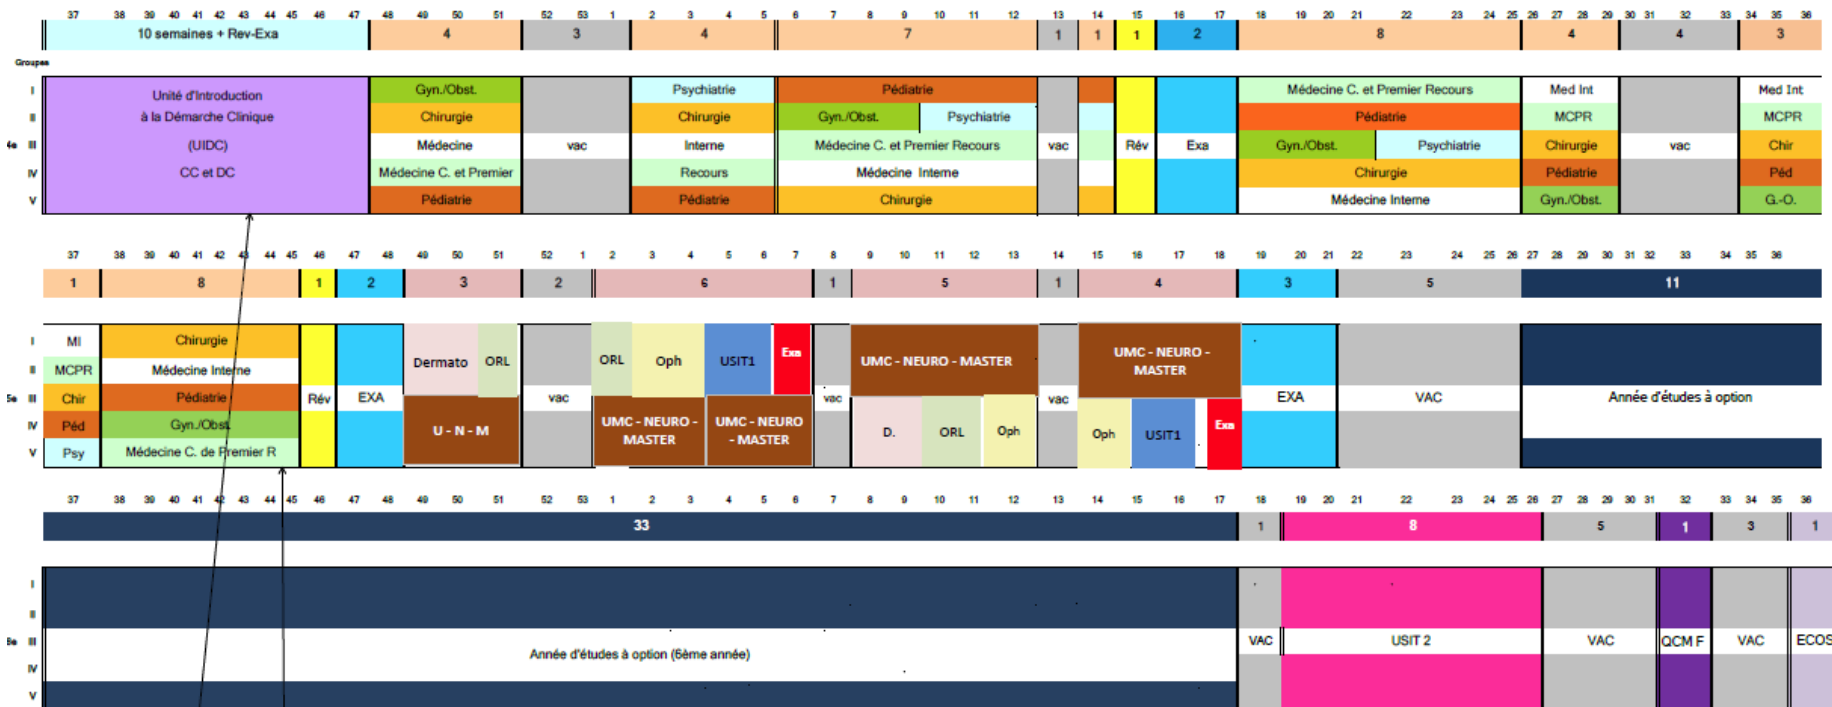 37 38 39 40 41 42 43 44 45 46 47 48 49 50 51 52 53 1 2 3 4 5 6 7 8 9 10 11 12 13 14 15 16 17 18 19 20 21 22 23 24 25 26 27 28 29 30 31 32 33 34 35 36
10 semaines + Rev-Exa 4 3 4 7 1 1 1 2 8 4 4 3
Groupes
I Unité d'Introduction Gyn./Obst. Psychiatrie Pédiatrie Médecine C. et Premier Recours Med Int Med Int
II à la Démarche Clinique Chirurgie Chirurgie Gyn./Obst. Psychiatrie Pédiatrie MCPR MCPR
4e III (UIDC) Médecine vac Interne Médecine C. et Premier Recours vac Rév Exa Gyn./Obst. Psychiatrie Chirurgie vac Chir
IV CC et DC Médecine C. et Premier Recours Médecine Interne Chirurgie Pédiatrie Péd
V Pédiatrie Pédiatrie Chirurgie Médecine Interne Gyn./Obst. G.-O.
37 38 39 40 41 42 43 44 45 46 47 48 49 50 51 52 1 2 3 4 5 6 7 8 9 10 11 12 13 14 15 16 17 18 19 20 21 22 23 24 25 26 27 28 29 30 31 32 33 34 35 36
1 8 1 2 3 2 6 1 5 1 4 3 5 11
I MI Chirurgie
II MCPR Médecine Interne
Dermato ORL ORL Oph USIT1 Exa UMC - NEURO - MASTER
UMC - NEURO -
MASTER
5e III Chir Pédiatrie Rév EXA vac vac vac EXA VAC Année d'études à option
IV Péd Gyn./Obst.
V Psy Médecine C. de Premier R
U - N - M
UMC - NEURO -
MASTER
UMC - NEURO
- MASTER
D. ORL Oph Oph USIT1 Exa
37 38 39 40 41 42 43 44 45 46 47 48 49 50 51 52 53 1 2 3 4 5 6 7 8 9 10 11 12 13 14 15 16 17 18 19 20 21 22 23 24 25 26 27 28 29 30 31 32 33 34 35 36
33 1 8 5 1 3 1
I
II
III VAC USIT 2 VAC QCM F VAC ECOS
Année d'études à option (6ème année)
IV
V